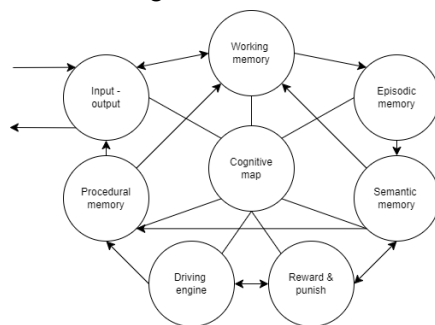 Working
memory
Input -
output
Episodic
memory
Cognitive
map
Procedural
memory
Semantic
memory
Driving
engine
Reward &
punish